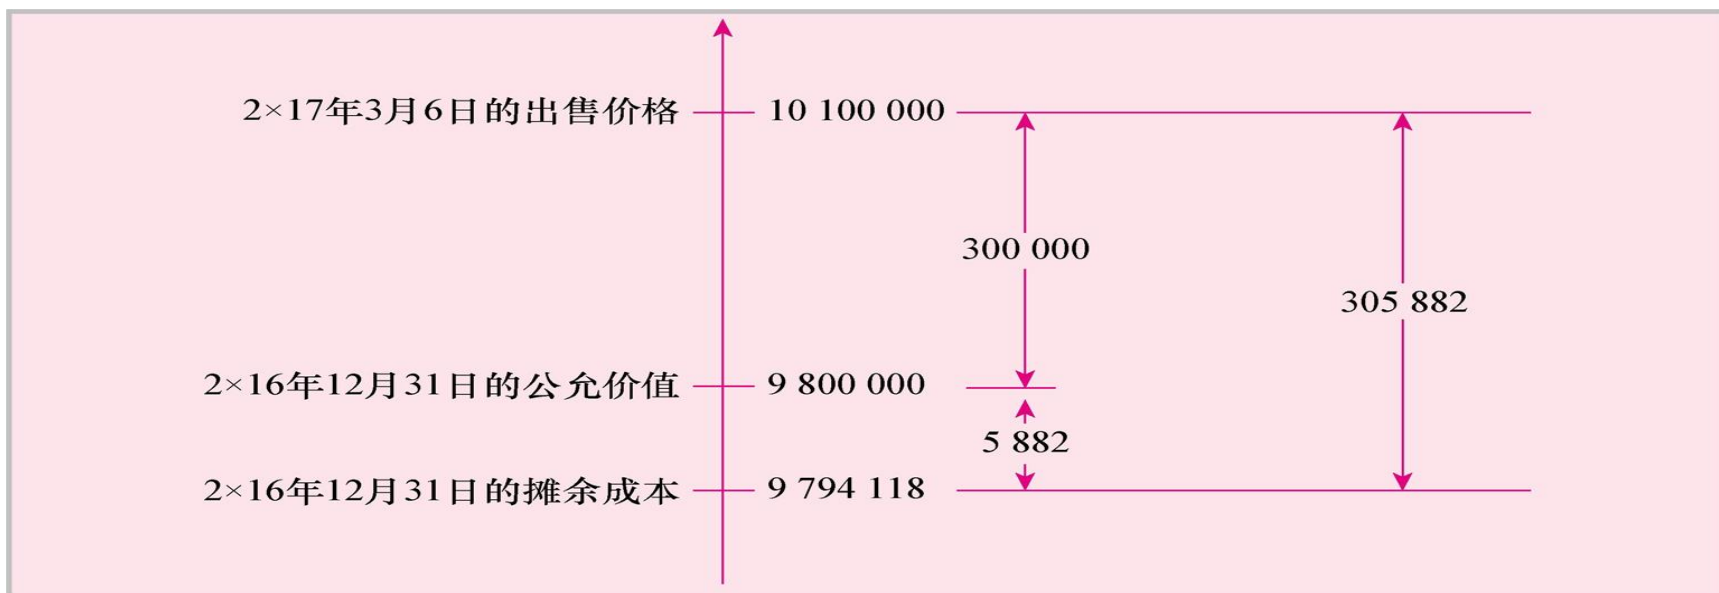 2×17年3月6日的出售价格 10 100 000
300 000
305 882
2×16年12月31日的公允价值 9 800 000
5 882
2×16年12月31日的摊余成本 9 794 118